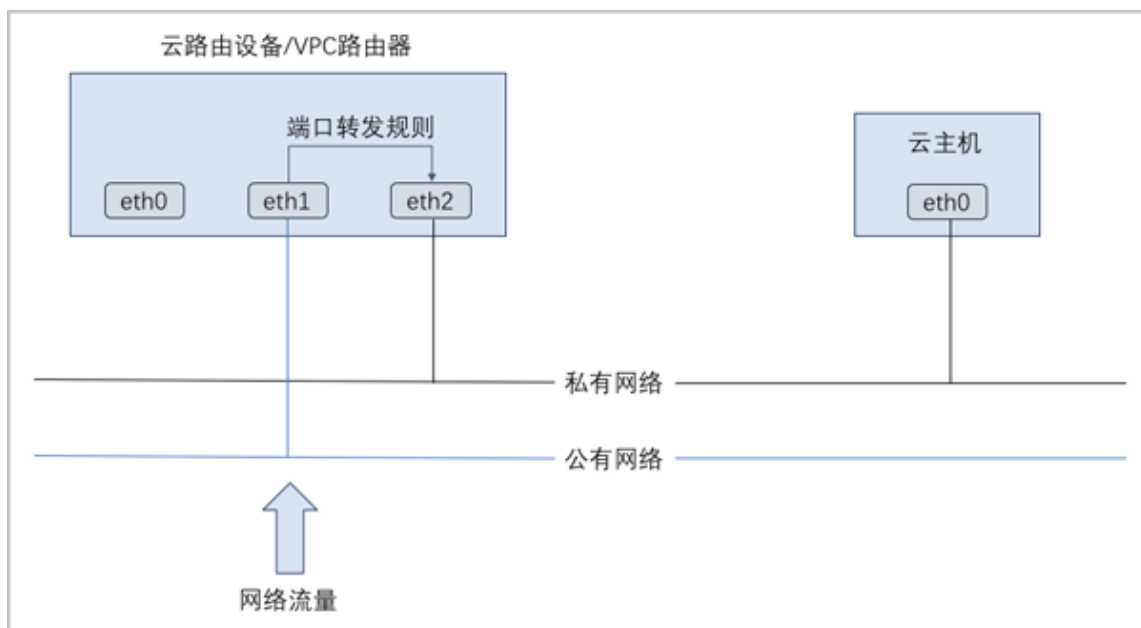 云路由设备/VPC路由器
端口转发规则
云主机
eth0
eth1
eth2
eth0
私有网络
公有网络
网络流量